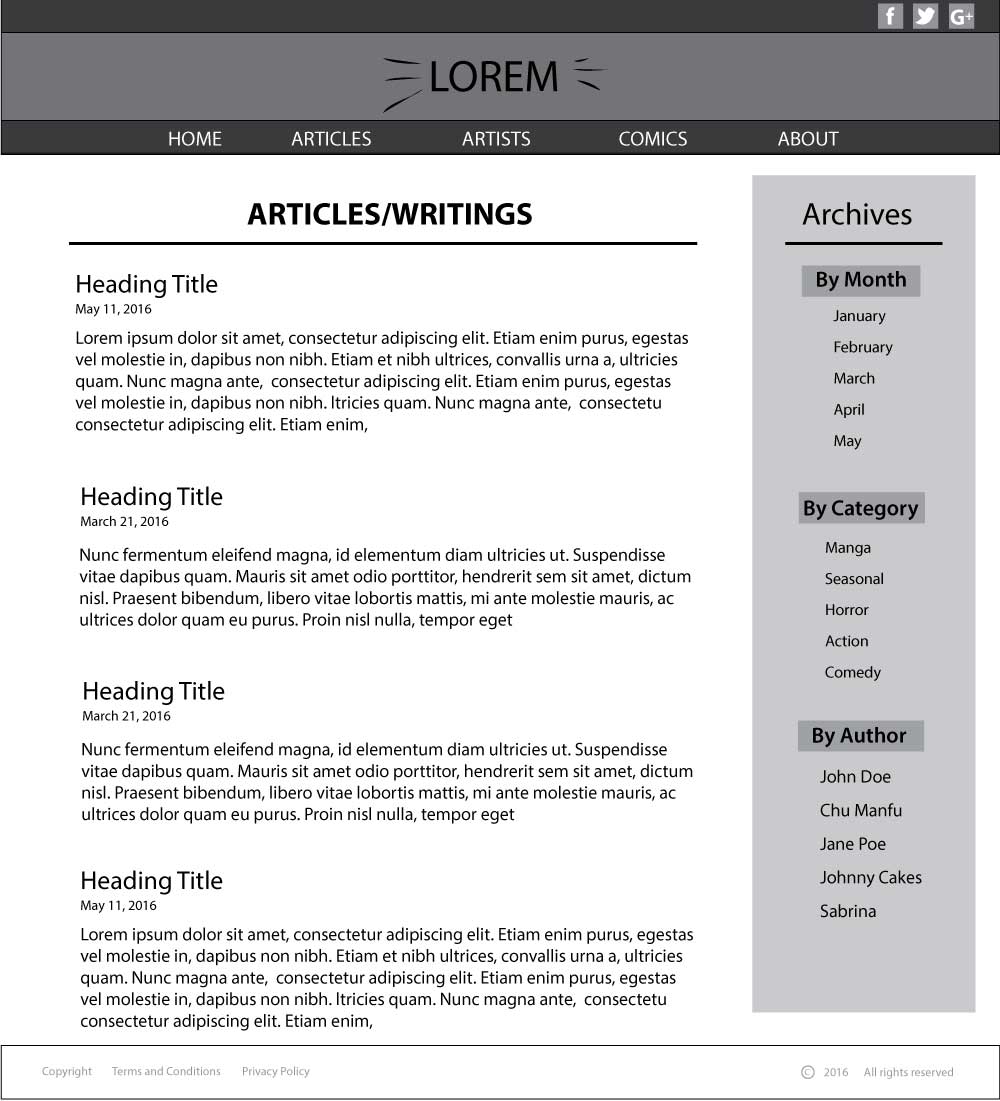 f G+
LOREM
HOME ARTICLES ARTISTS COMICS ABOUT
ARTICLES/WRITINGS
Heading Title
May 11, 2016
Lorem ipsum dolor sit amet, consectetur adipiscing elit. Etiam enim purus, egestas
vel molestie in, dapibus non nibh. Etiam et nibh ultrices, convallis urna a, ultricies
quam. Nunc magna ante,  consectetur adipiscing elit. Etiam enim purus, egestas
vel molestie in, dapibus non nibh. ltricies quam. Nunc magna ante,  consectetu
consectetur adipiscing elit. Etiam enim,
Heading Title
March 21, 2016
Nunc fermentum eleifend magna, id elementum diam ultricies ut. Suspendisse
vitae dapibus quam. Mauris sit amet odio porttitor, hendrerit sem sit amet, dictum
nisl. Praesent bibendum, libero vitae lobortis mattis, mi ante molestie mauris, ac
ultrices dolor quam eu purus. Proin nisl nulla, tempor eget
Heading Title
March 21, 2016
Nunc fermentum eleifend magna, id elementum diam ultricies ut. Suspendisse
vitae dapibus quam. Mauris sit amet odio porttitor, hendrerit sem sit amet, dictum
nisl. Praesent bibendum, libero vitae lobortis mattis, mi ante molestie mauris, ac
ultrices dolor quam eu purus. Proin nisl nulla, tempor eget
Heading Title
May 11, 2016
Lorem ipsum dolor sit amet, consectetur adipiscing elit. Etiam enim purus, egestas
vel molestie in, dapibus non nibh. Etiam et nibh ultrices, convallis urna a, ultricies
quam. Nunc magna ante,  consectetur adipiscing elit. Etiam enim purus, egestas
vel molestie in, dapibus non nibh. ltricies quam. Nunc magna ante,  consectetu
consectetur adipiscing elit. Etiam enim,
Archives
By Month
January
February
March
April
May
By Category
Manga
Seasonal
Horror
Action
Comedy
By Author
John Doe
Chu Manfu
Jane Poe
Johnny Cakes
Sabrina
Copyright Terms and Conditions Privacy Policy © 2016 All rights reserved